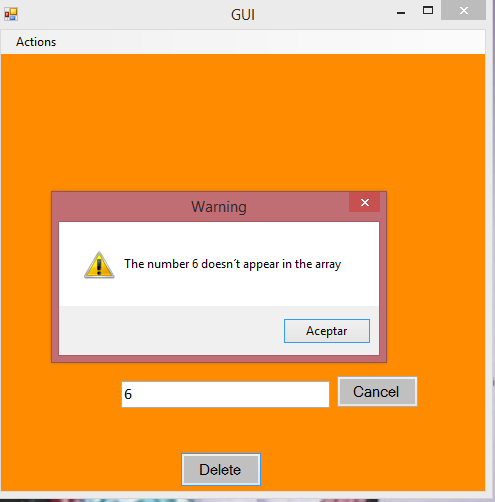 GUI
Actions
Warning
The number 6 doesn´t appear in the array
Aceptar
6
Cancel
Delete